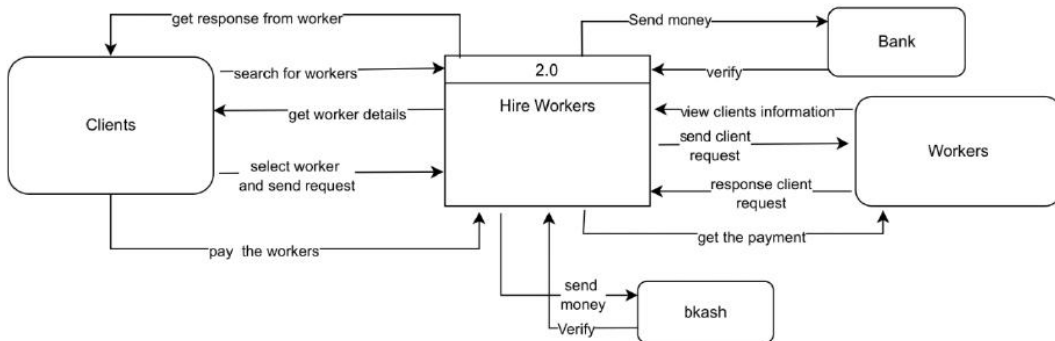 get response from worker
Send money
Bank
search for workers
2.0
verify
Clients
get worker details
Hire Workers
view clients information
send client
request
Workers
select worker
and send request
response client
request
pay the workers
get the payment
send
money
bkash
Verify